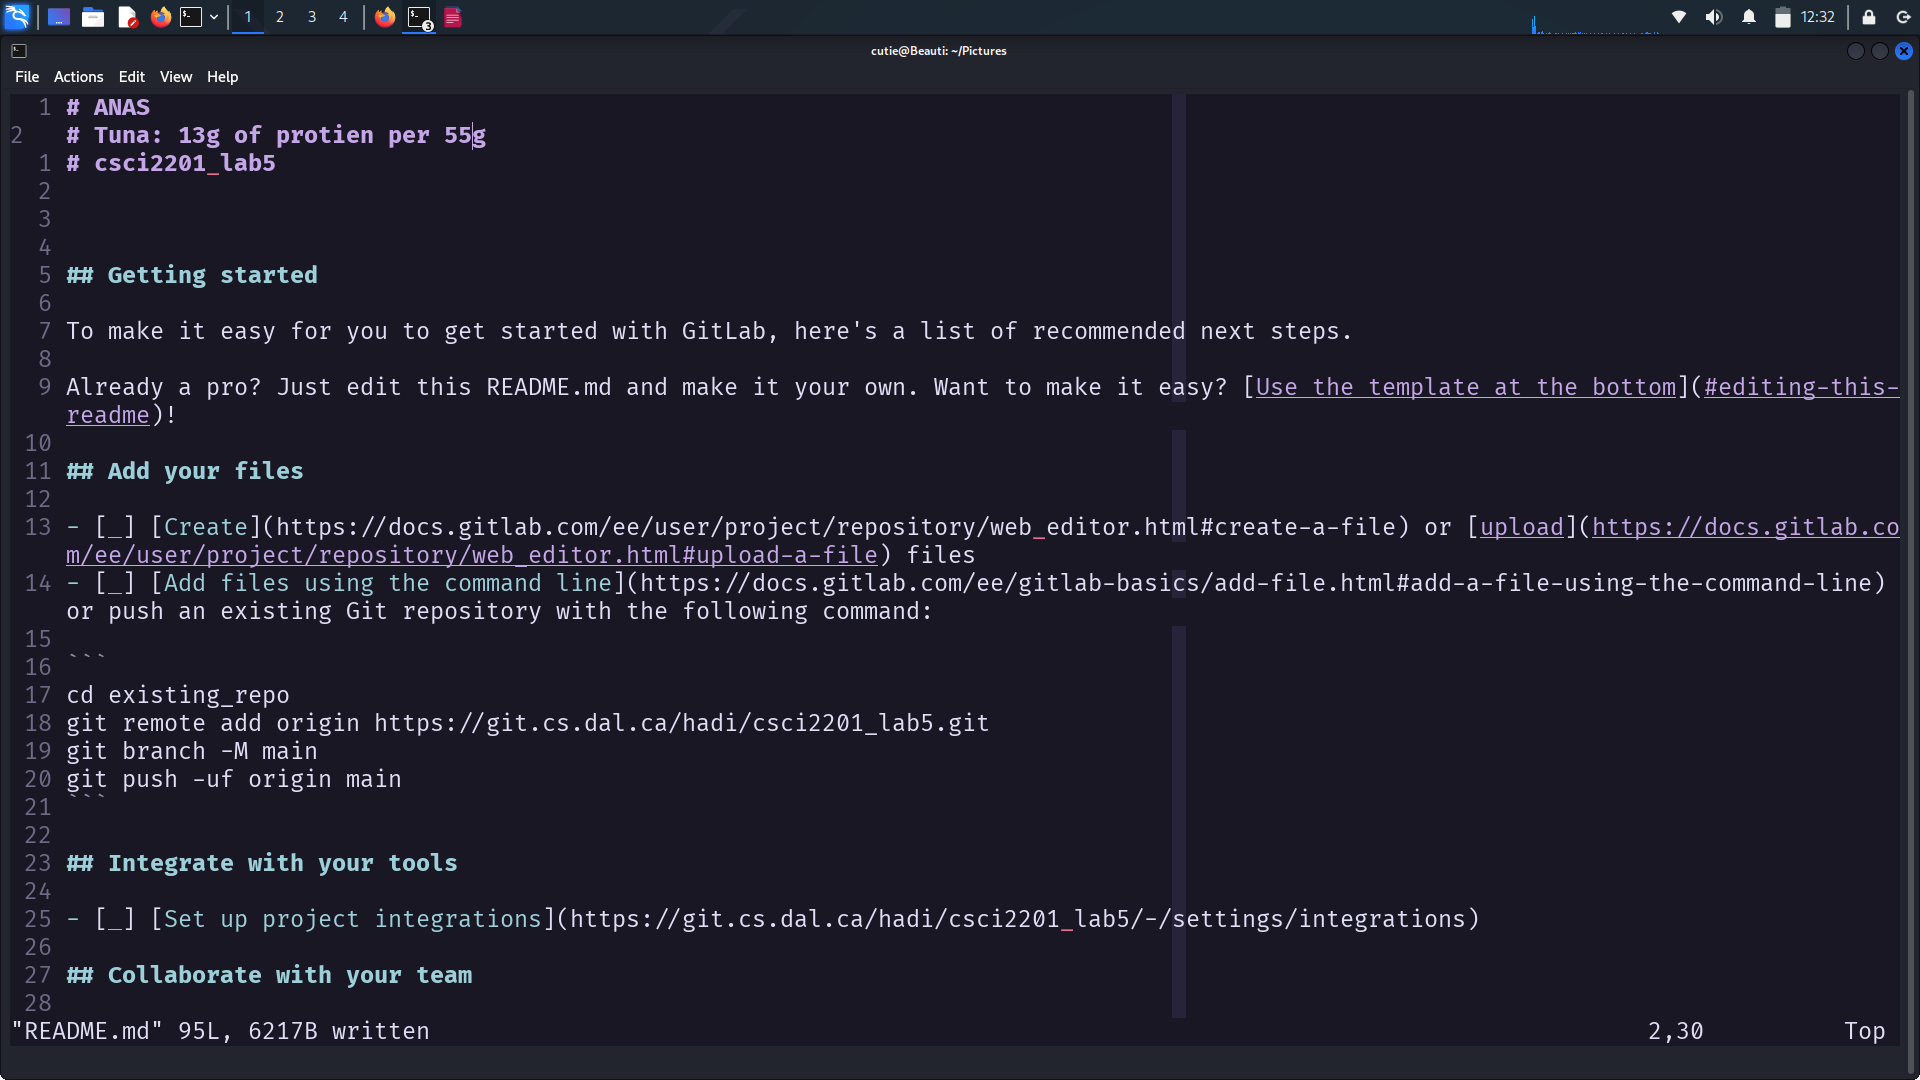 1 2 3 4 3 12:32
cutie@Beauti: ~/Pictures
File Actions Edit View Help
1 # ANAS
2 # Tuna: 13g of protien per 55g
1 # csci2201_lab5
2
3
4
5 ## Getting started
6
7 To make it easy for you to get started with GitLab, here's a list of recommended next steps.
8
9 Already a pro? Just edit this README.md and make it your own. Want to make it easy? [Use the template at the bottom](#editing-this-
readme)!
10
11 ## Add your files
12
13 - [_] [Create](https://docs.gitlab.com/ee/user/project/repository/web_editor.html#create-a-file) or [upload](https://docs.gitlab.co
m/ee/user/project/repository/web_editor.html#upload-a-file) files
14 - [_] [Add files using the command line](https://docs.gitlab.com/ee/gitlab-basics/add-file.html#add-a-file-using-the-command-line)
or push an existing Git repository with the following command:
15
16 ```
17 cd existing_repo
18 git remote add origin https://git.cs.dal.ca/hadi/csci2201_lab5.git
19 git branch -M main
20 git push -uf origin main
21 ```
22
23 ## Integrate with your tools
24
25 - [_] [Set up project integrations](https://git.cs.dal.ca/hadi/csci2201_lab5/-/settings/integrations)
26
27 ## Collaborate with your team
28
"README.md" 95L, 6217B written 2,30 Top